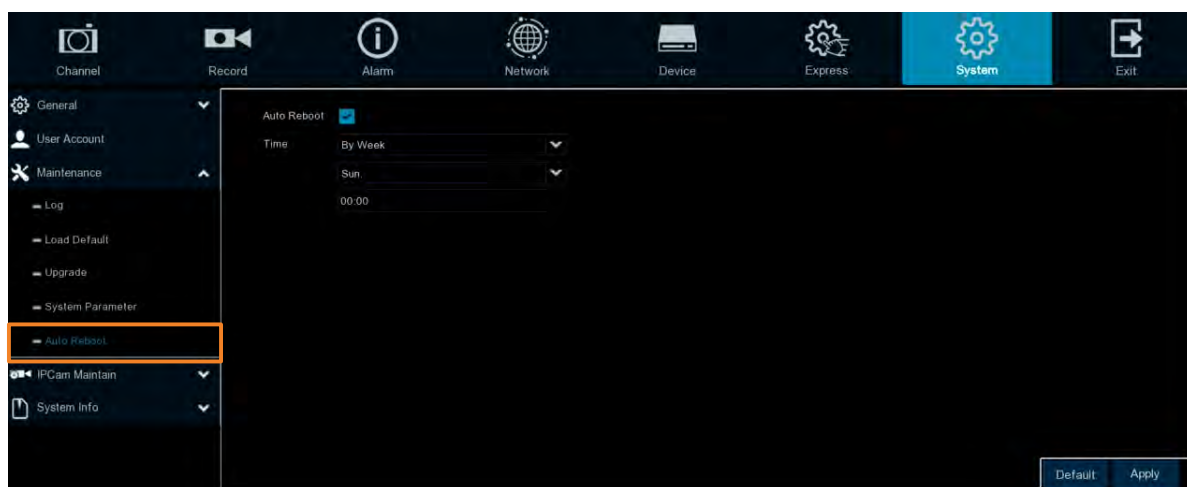 Channel Record Alarm Network Device Express System Exit
General
User Account
Maintenance
Log
Load Default
Upgrade
System Parameter
Auto Reboot
IPCam Maintain
System Info
Auto Reboot
Time By Week
Sun.
00:00
Default Apply